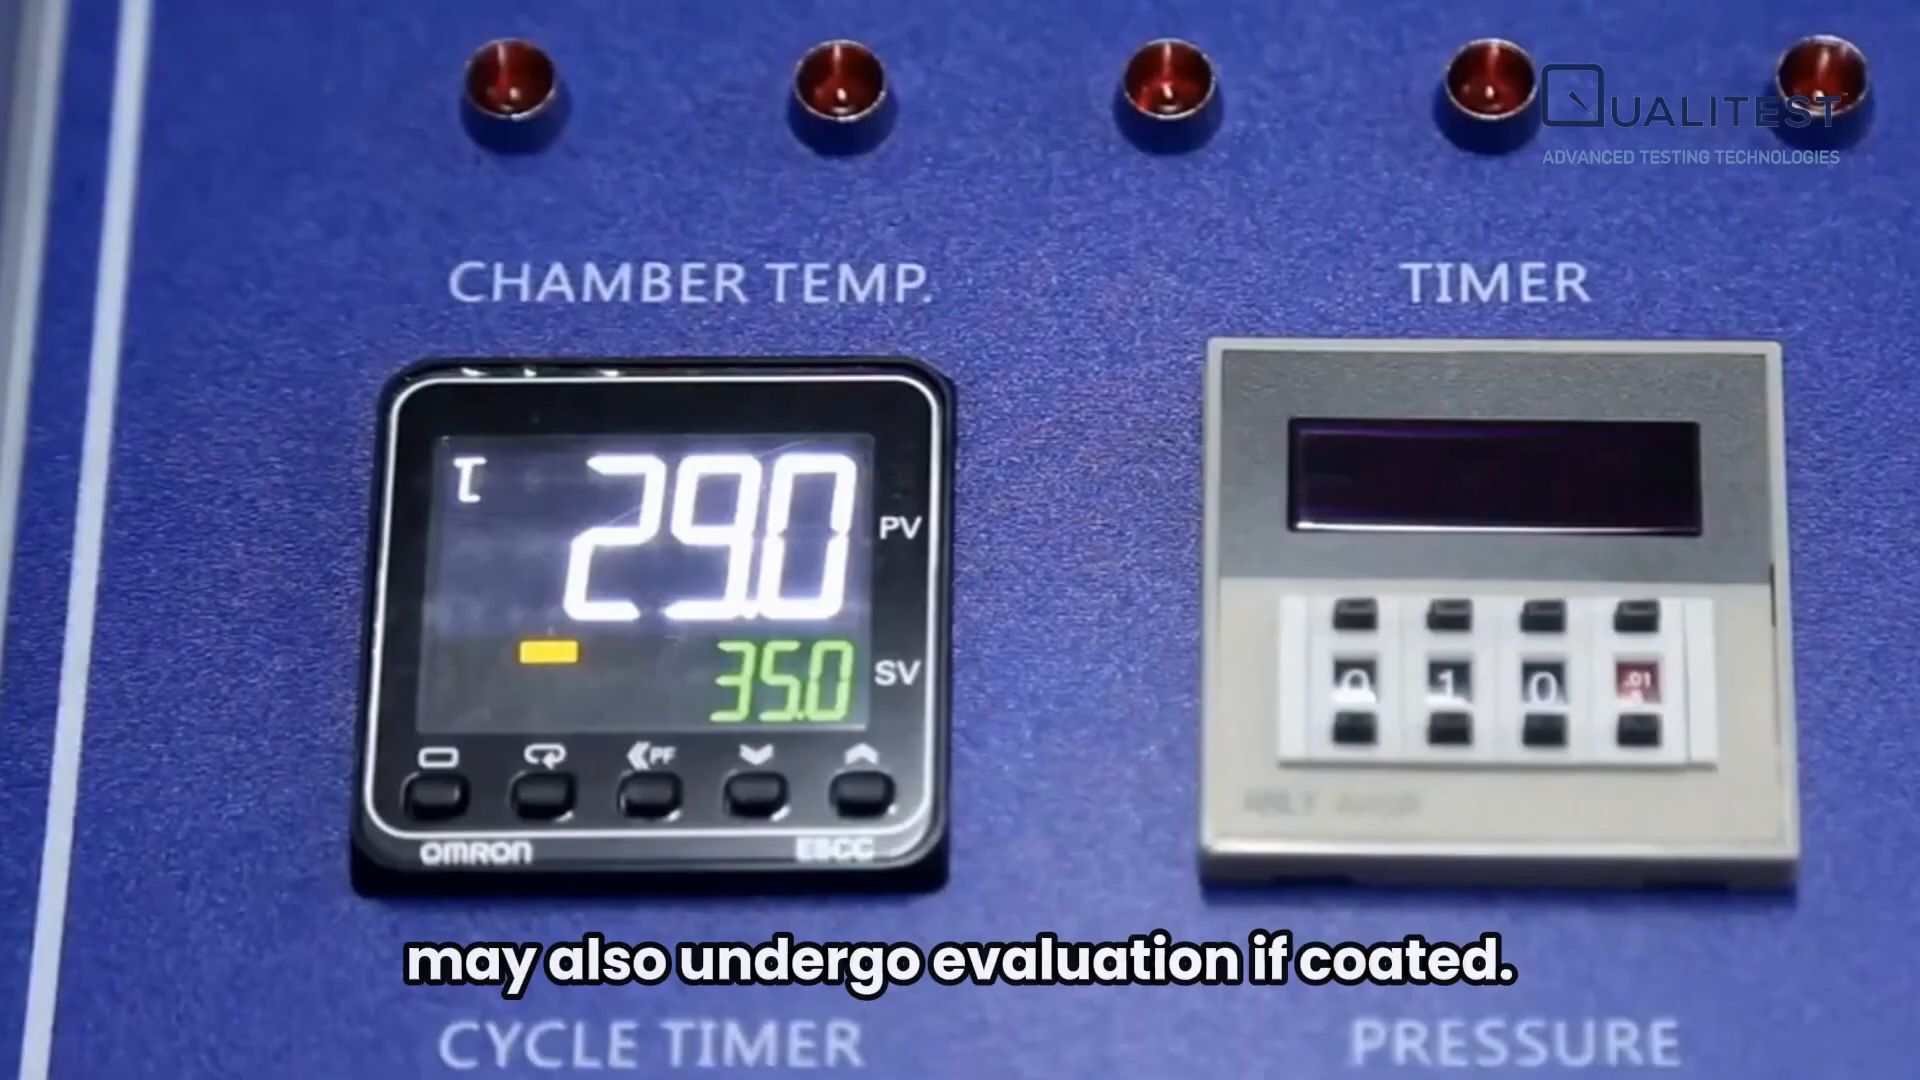 QUALITEST
ADVANCED TESTING TECHNOLOGIES
CHAMBER TEMP.
TIMER
29.0
PV
35.0
SV
PF
0 1 0 .01
OMRON
E5CC
may also undergo evaluation if coated.
CYCLE TIMER
PRESSURE